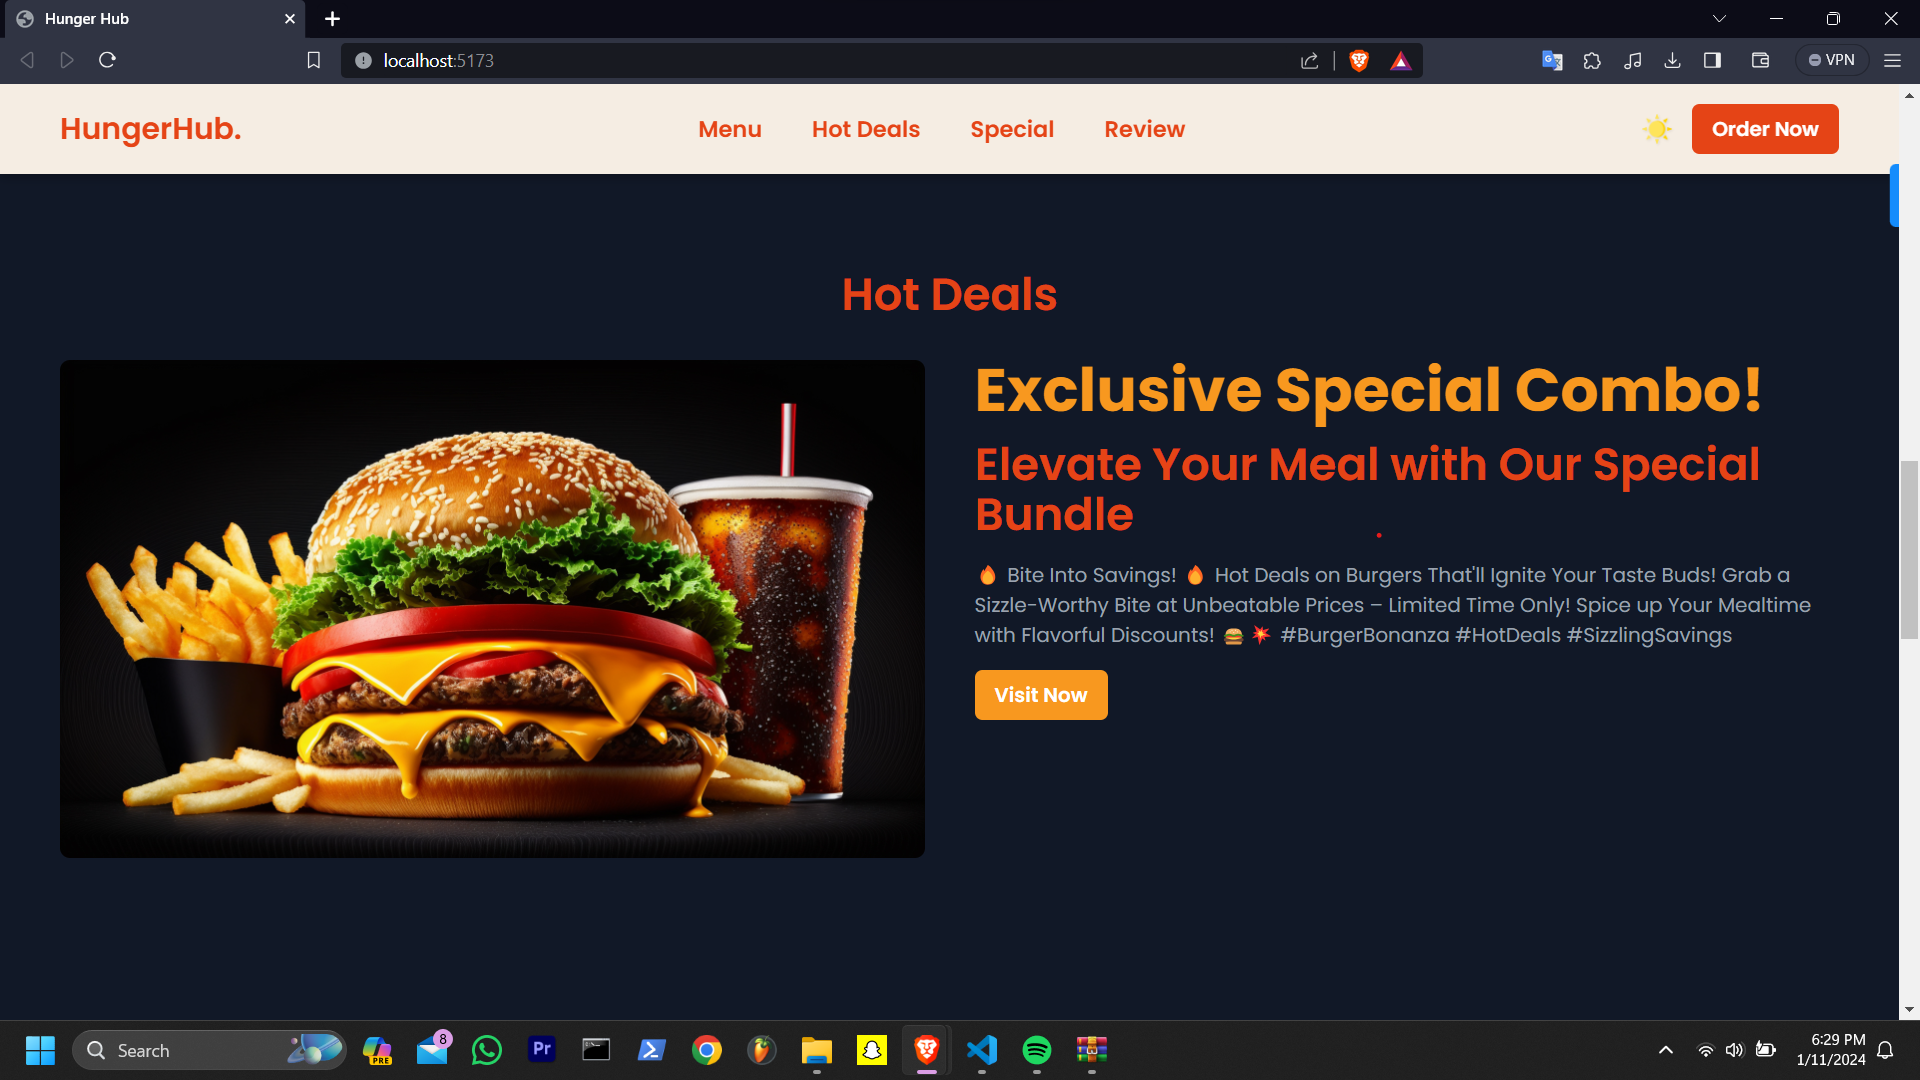 Hunger Hub
localhost:5173
VPN
HungerHub.
Menu
Hot Deals
Special
Review
Order Now
Hot Deals
Exclusive Special Combo!
Elevate Your Meal with Our Special
Bundle
🔥 Bite Into Savings! 🔥 Hot Deals on Burgers That'll Ignite Your Taste Buds! Grab a
Sizzle-Worthy Bite at Unbeatable Prices – Limited Time Only! Spice up Your Mealtime
with Flavorful Discounts! 🍔 💥 #BurgerBonanza #HotDeals #SizzlingSavings
Visit Now
Search
PRE
8
Pr
6:29 PM
1/11/2024